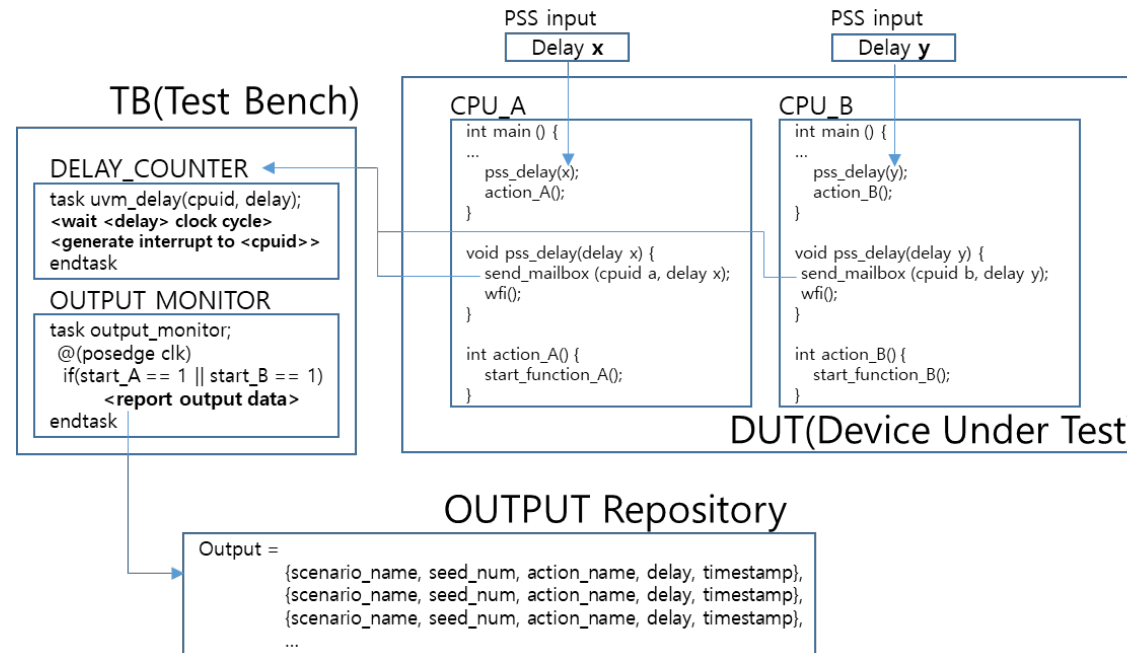 PSS input
Delay x
PSS input
Delay y
TB(Test Bench)
DELAY_COUNTER
task uvm_delay(cpuid, delay);
<wait <delay> clock cycle>
<generate interrupt to <cpuid>>
endtask
OUTPUT MONITOR
task output_monitor;
@(posedge clk)
if(start_A == 1 || start_B == 1)
<report output data>
endtask
CPU_A
int main () {
...
pss_delay(x);
action_A();
}
void pss_delay(delay x) {
send_mailbox (cpuid a, delay x);
wfi();
}
int action_A() {
start_function_A();
}
CPU_B
int main () {
...
pss_delay(y);
action_B();
}
void pss_delay(delay y) {
send_mailbox (cpuid b, delay y);
wfi();
}
int action_B() {
start_function_B();
}
DUT(Device Under Test
OUTPUT Repository
Output =
{scenario_name, seed_num, action_name, delay, timestamp},
{scenario_name, seed_num, action_name, delay, timestamp},
{scenario_name, seed_num, action_name, delay, timestamp},
...